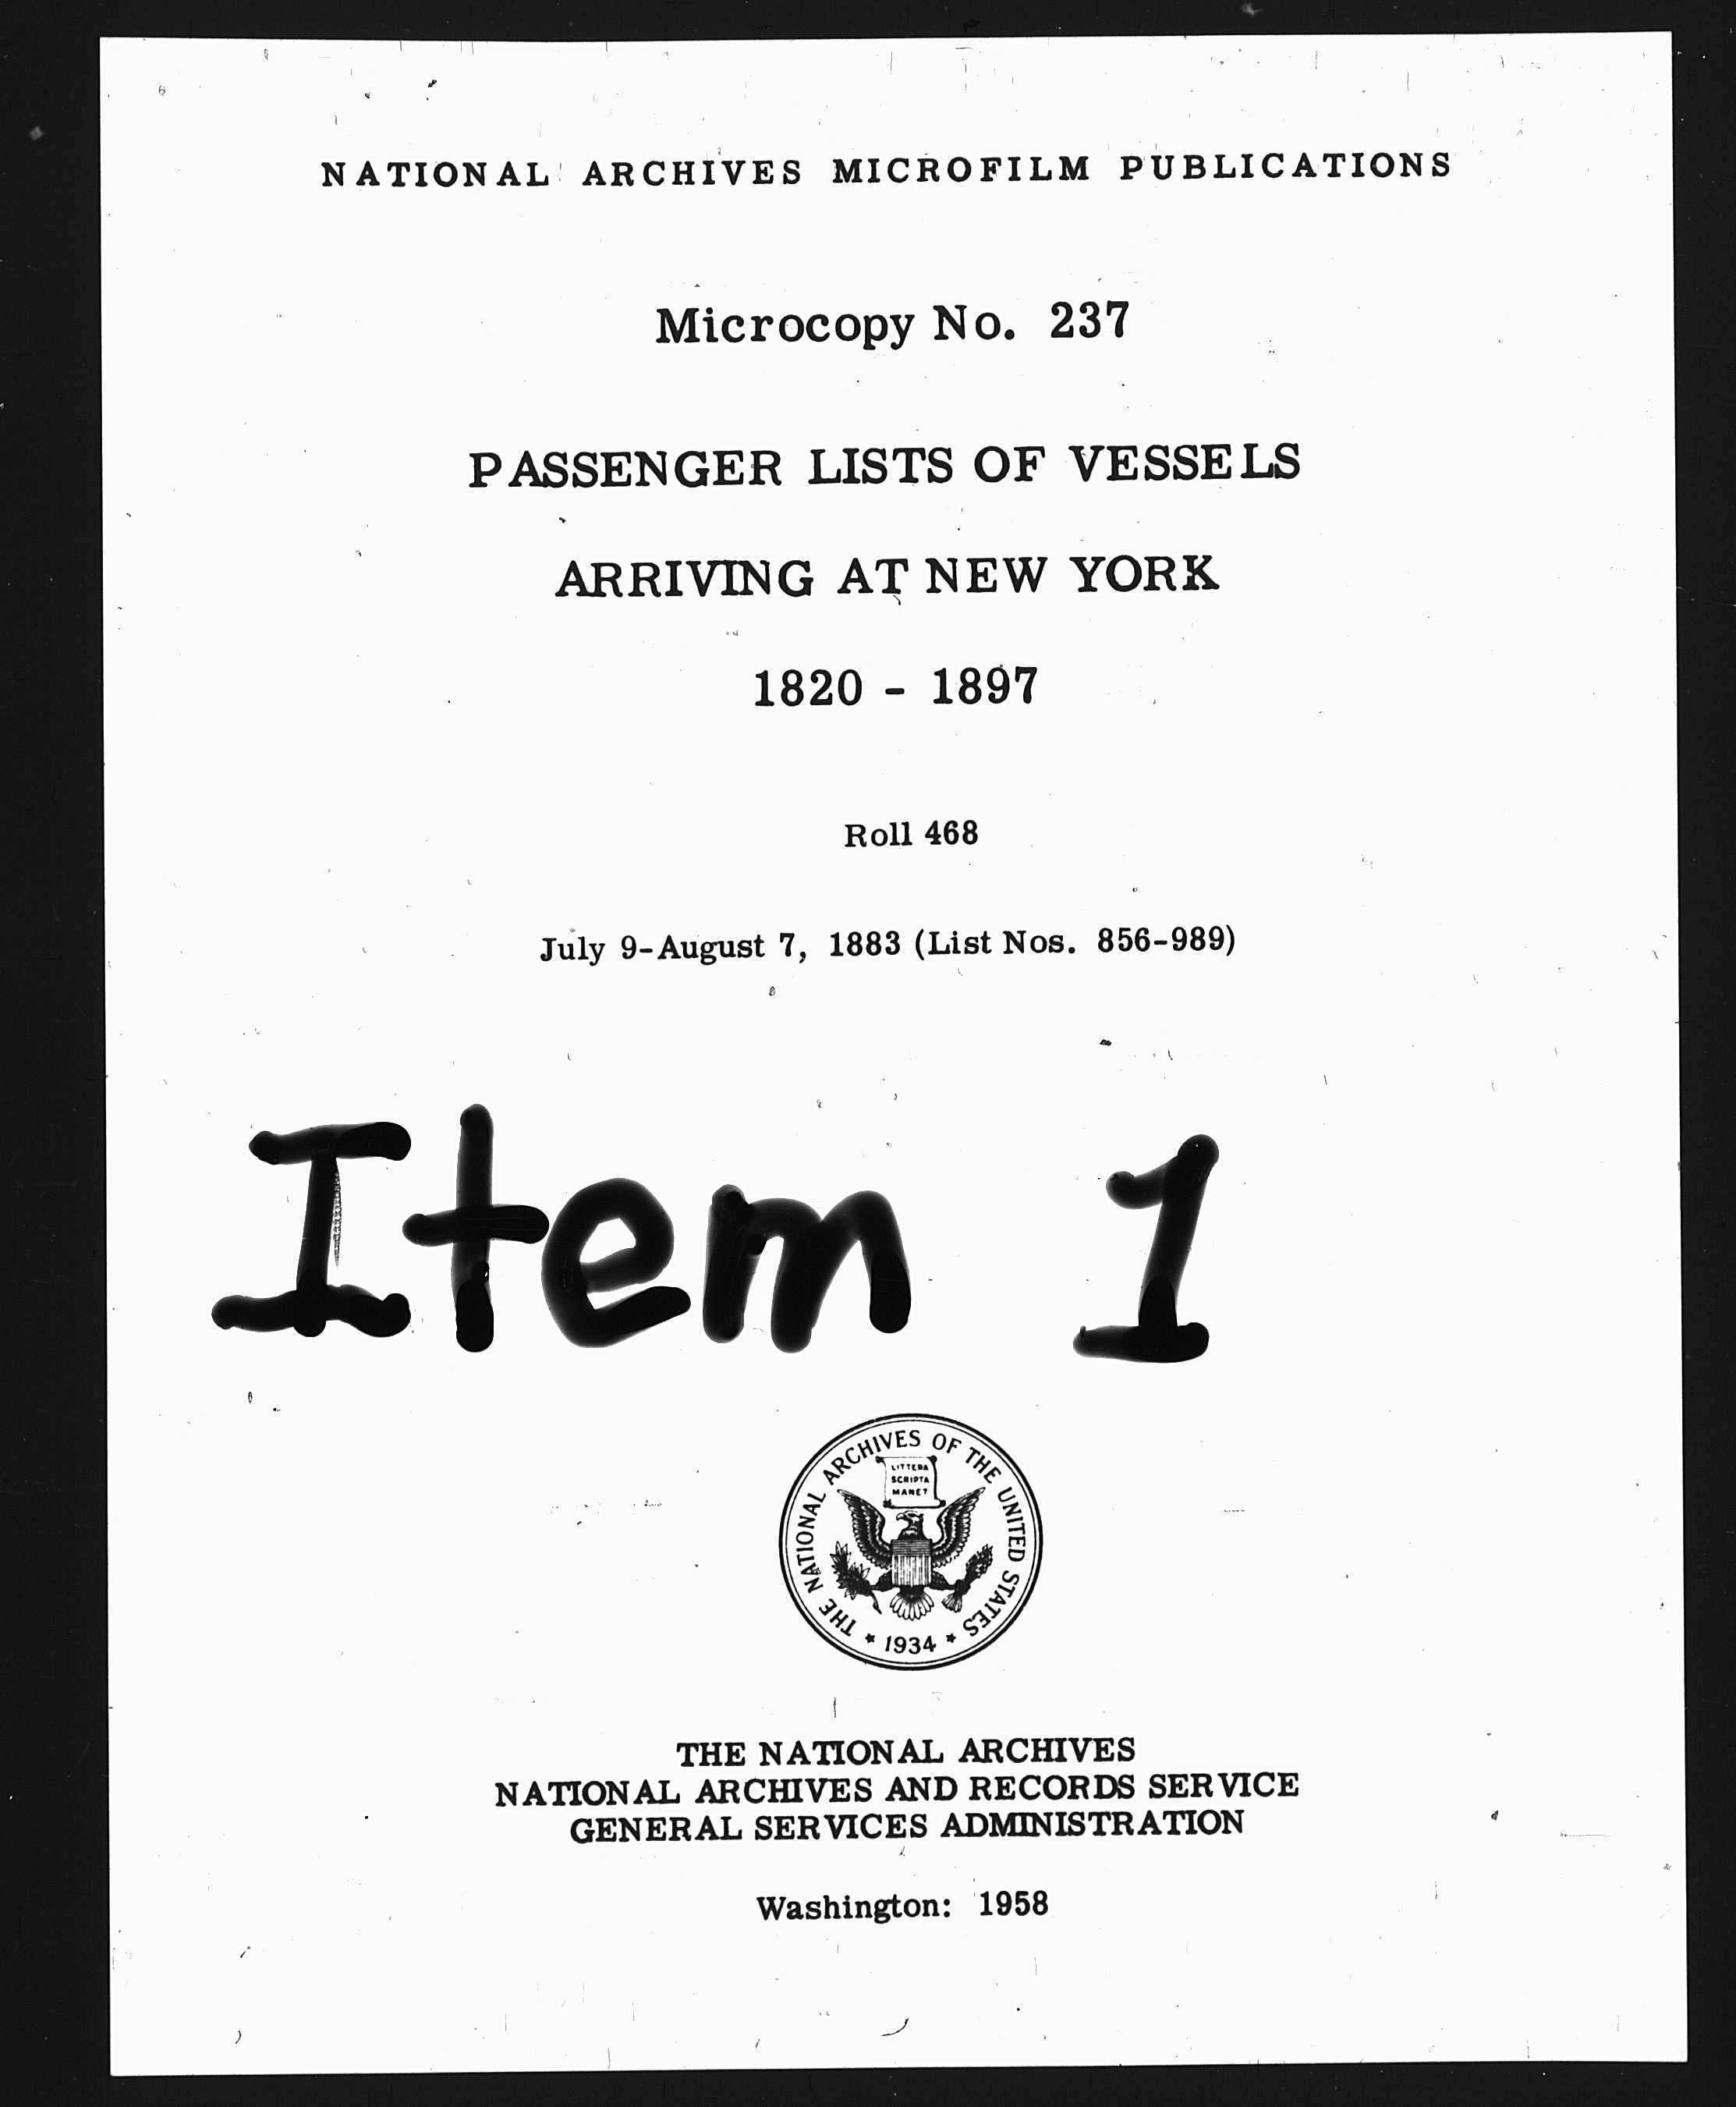 NATIONAL ARCHIVES MICROFILM PUBLICATIONS
Microcopy No. 237
PASSENGER LISTS OF VESSELS
ARRIVING AT NEW YORK
1820 - 1897
Roll 468
July 9-August 7, 1883 (List Nos. 856-989)
Item 1
THE NATIONAL ARCHIVES OF THE UNITED STATES
LITTERA
SCRIPTA
MANET
* 1934 *
THE NATIONAL ARCHIVES
NATIONAL ARCHIVES AND RECORDS SERVICE
GENERAL SERVICES ADMINISTRATION
Washington: 1958